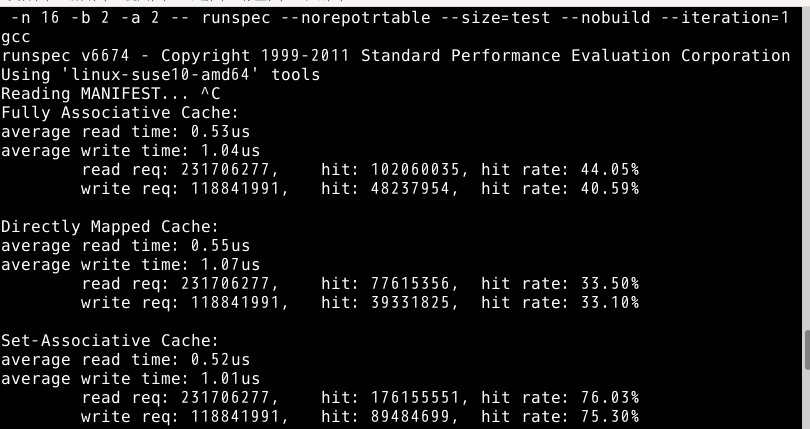 -n 16 -b 2 -a 2 -- runspec --norepotrtable --size=test --nobuild --iteration=1
gcc
runspec v6674 - Copyright 1999-2011 Standard Performance Evaluation Corporation
Using 'linux-suse10-amd64' tools
Reading MANIFEST... ^C
Fully Associative Cache:
average read time: 0.53us
average write time: 1.04us
read req: 231706277, hit: 102060035, hit rate: 44.05%
write req: 118841991, hit: 48237954, hit rate: 40.59%
Directly Mapped Cache:
average read time: 0.55us
average write time: 1.07us
read req: 231706277, hit: 77615356, hit rate: 33.50%
write req: 118841991, hit: 39331825, hit rate: 33.10%
Set-Associative Cache:
average read time: 0.52us
average write time: 1.01us
read req: 231706277, hit: 176155551, hit rate: 76.03%
write req: 118841991, hit: 89484699, hit rate: 75.30%